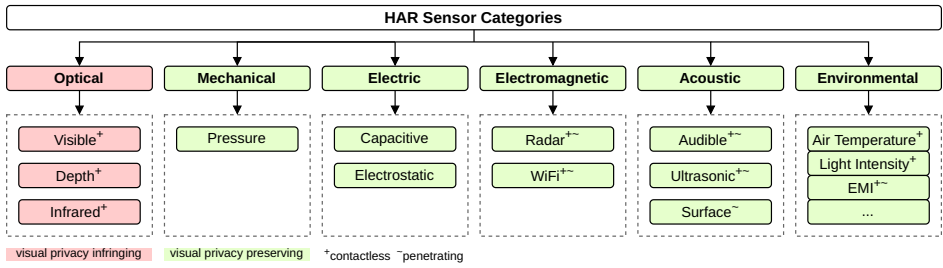 HAR Sensor Categories
Optical
Mechanical
Electric
Electromagnetic
Acoustic
Environmental
Visible+
Depth+
Infrared+
Pressure
Capacitive
Electrostatic
Radar+~
WiFi+~
Audible+~
Ultrasonic+~
Surface~
Air Temperature+
Light Intensity+
EMI+~
...
visual privacy infringing
visual privacy preserving
+contactless ~penetrating